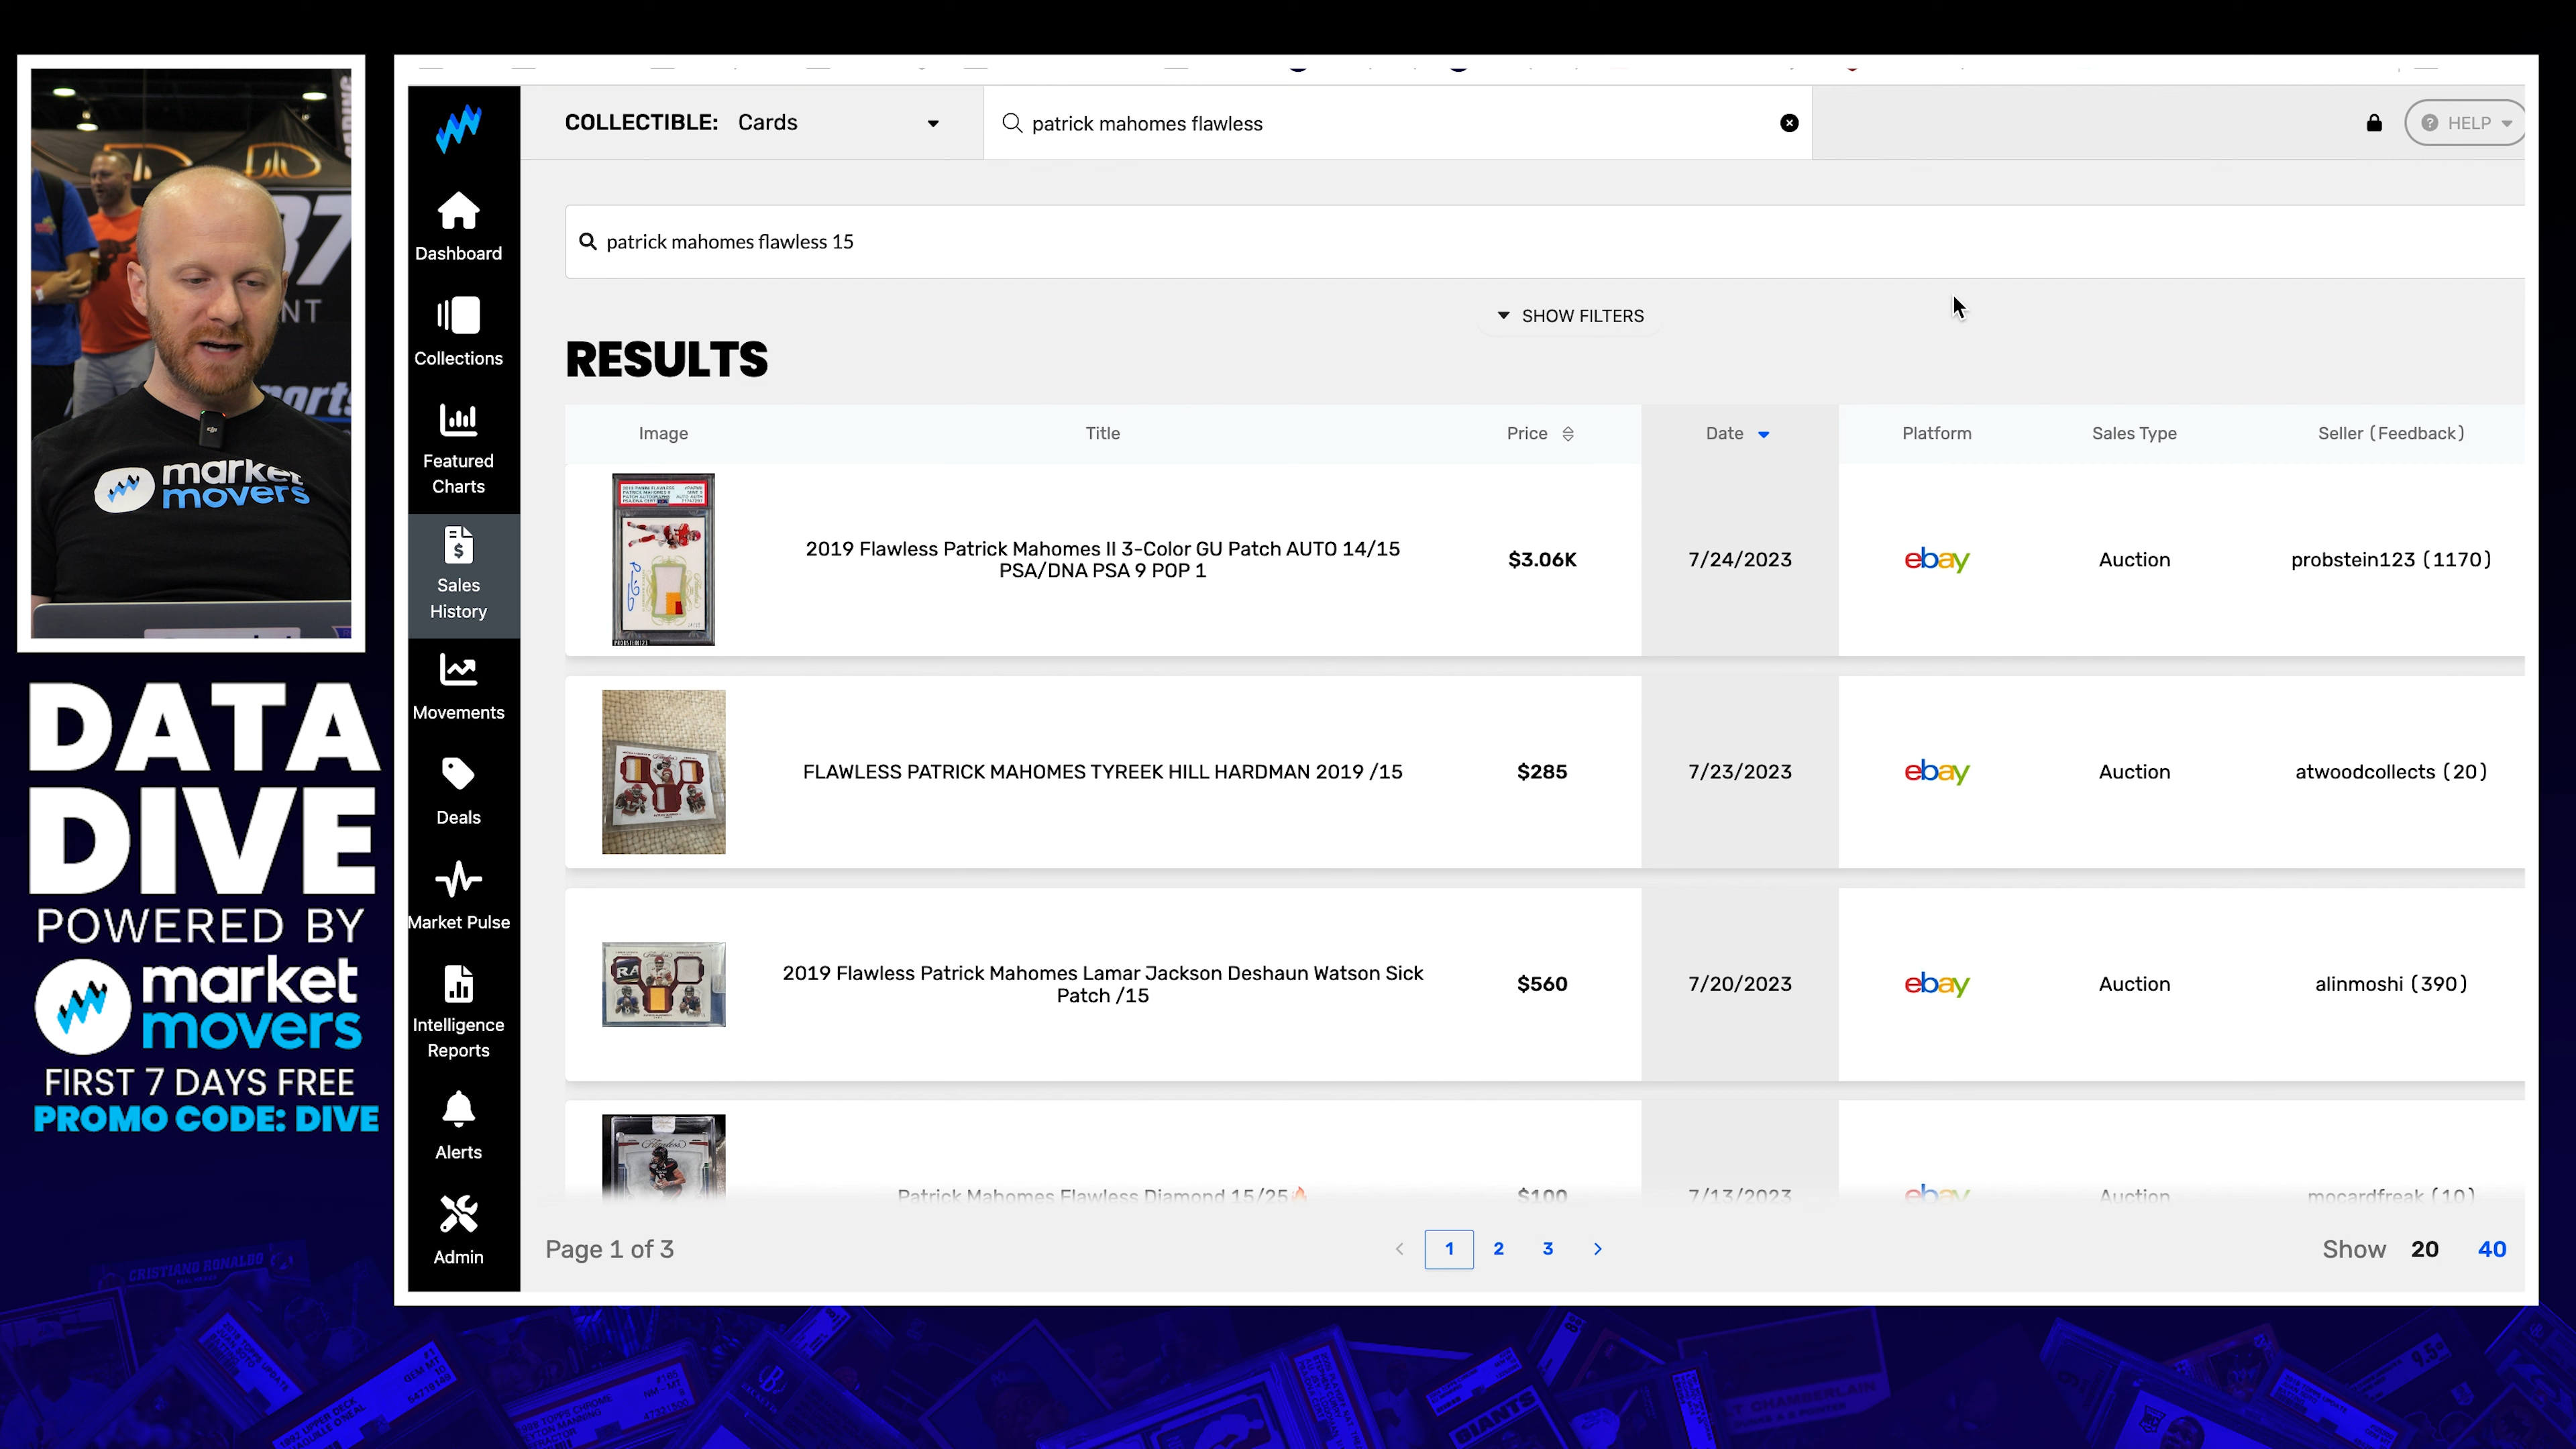 COLLECTIBLE: Cards
patrick mahomes flawless
HELP
patrick mahomes flawless 15
SHOW FILTERS
RESULTS
Image Title Price Date Platform Sales Type Seller (Feedback)
2019 Flawless Patrick Mahomes II 3-Color GU Patch AUTO 14/15
PSA/DNA PSA 9 POP 1
$3.06K 7/24/2023 ebay Auction probstein123 (1170)
FLAWLESS PATRICK MAHOMES TYREEK HILL HARDMAN 2019 /15
$285 7/23/2023 ebay Auction atwoodcollects (20)
2019 Flawless Patrick Mahomes Lamar Jackson Deshaun Watson Sick
Patch /15
$560 7/20/2023 ebay Auction alinmoshi (390)
Patrick Mahomes Flawless Diamond 15/25🔥 $100 7/13/2023 ebay Auction mocardfreak (10)
Page 1 of 3
1 2 3
Show 20 40
Dashboard
Collections
Featured
Charts
Sales
History
Movements
Deals
Market Pulse
Intelligence
Reports
Alerts
Admin
market
movers
DATA
DIVE
POWERED BY
market
movers
FIRST 7 DAYS FREE
PROMO CODE: DIVE
CRISTIANO RONALDO
GIANTS